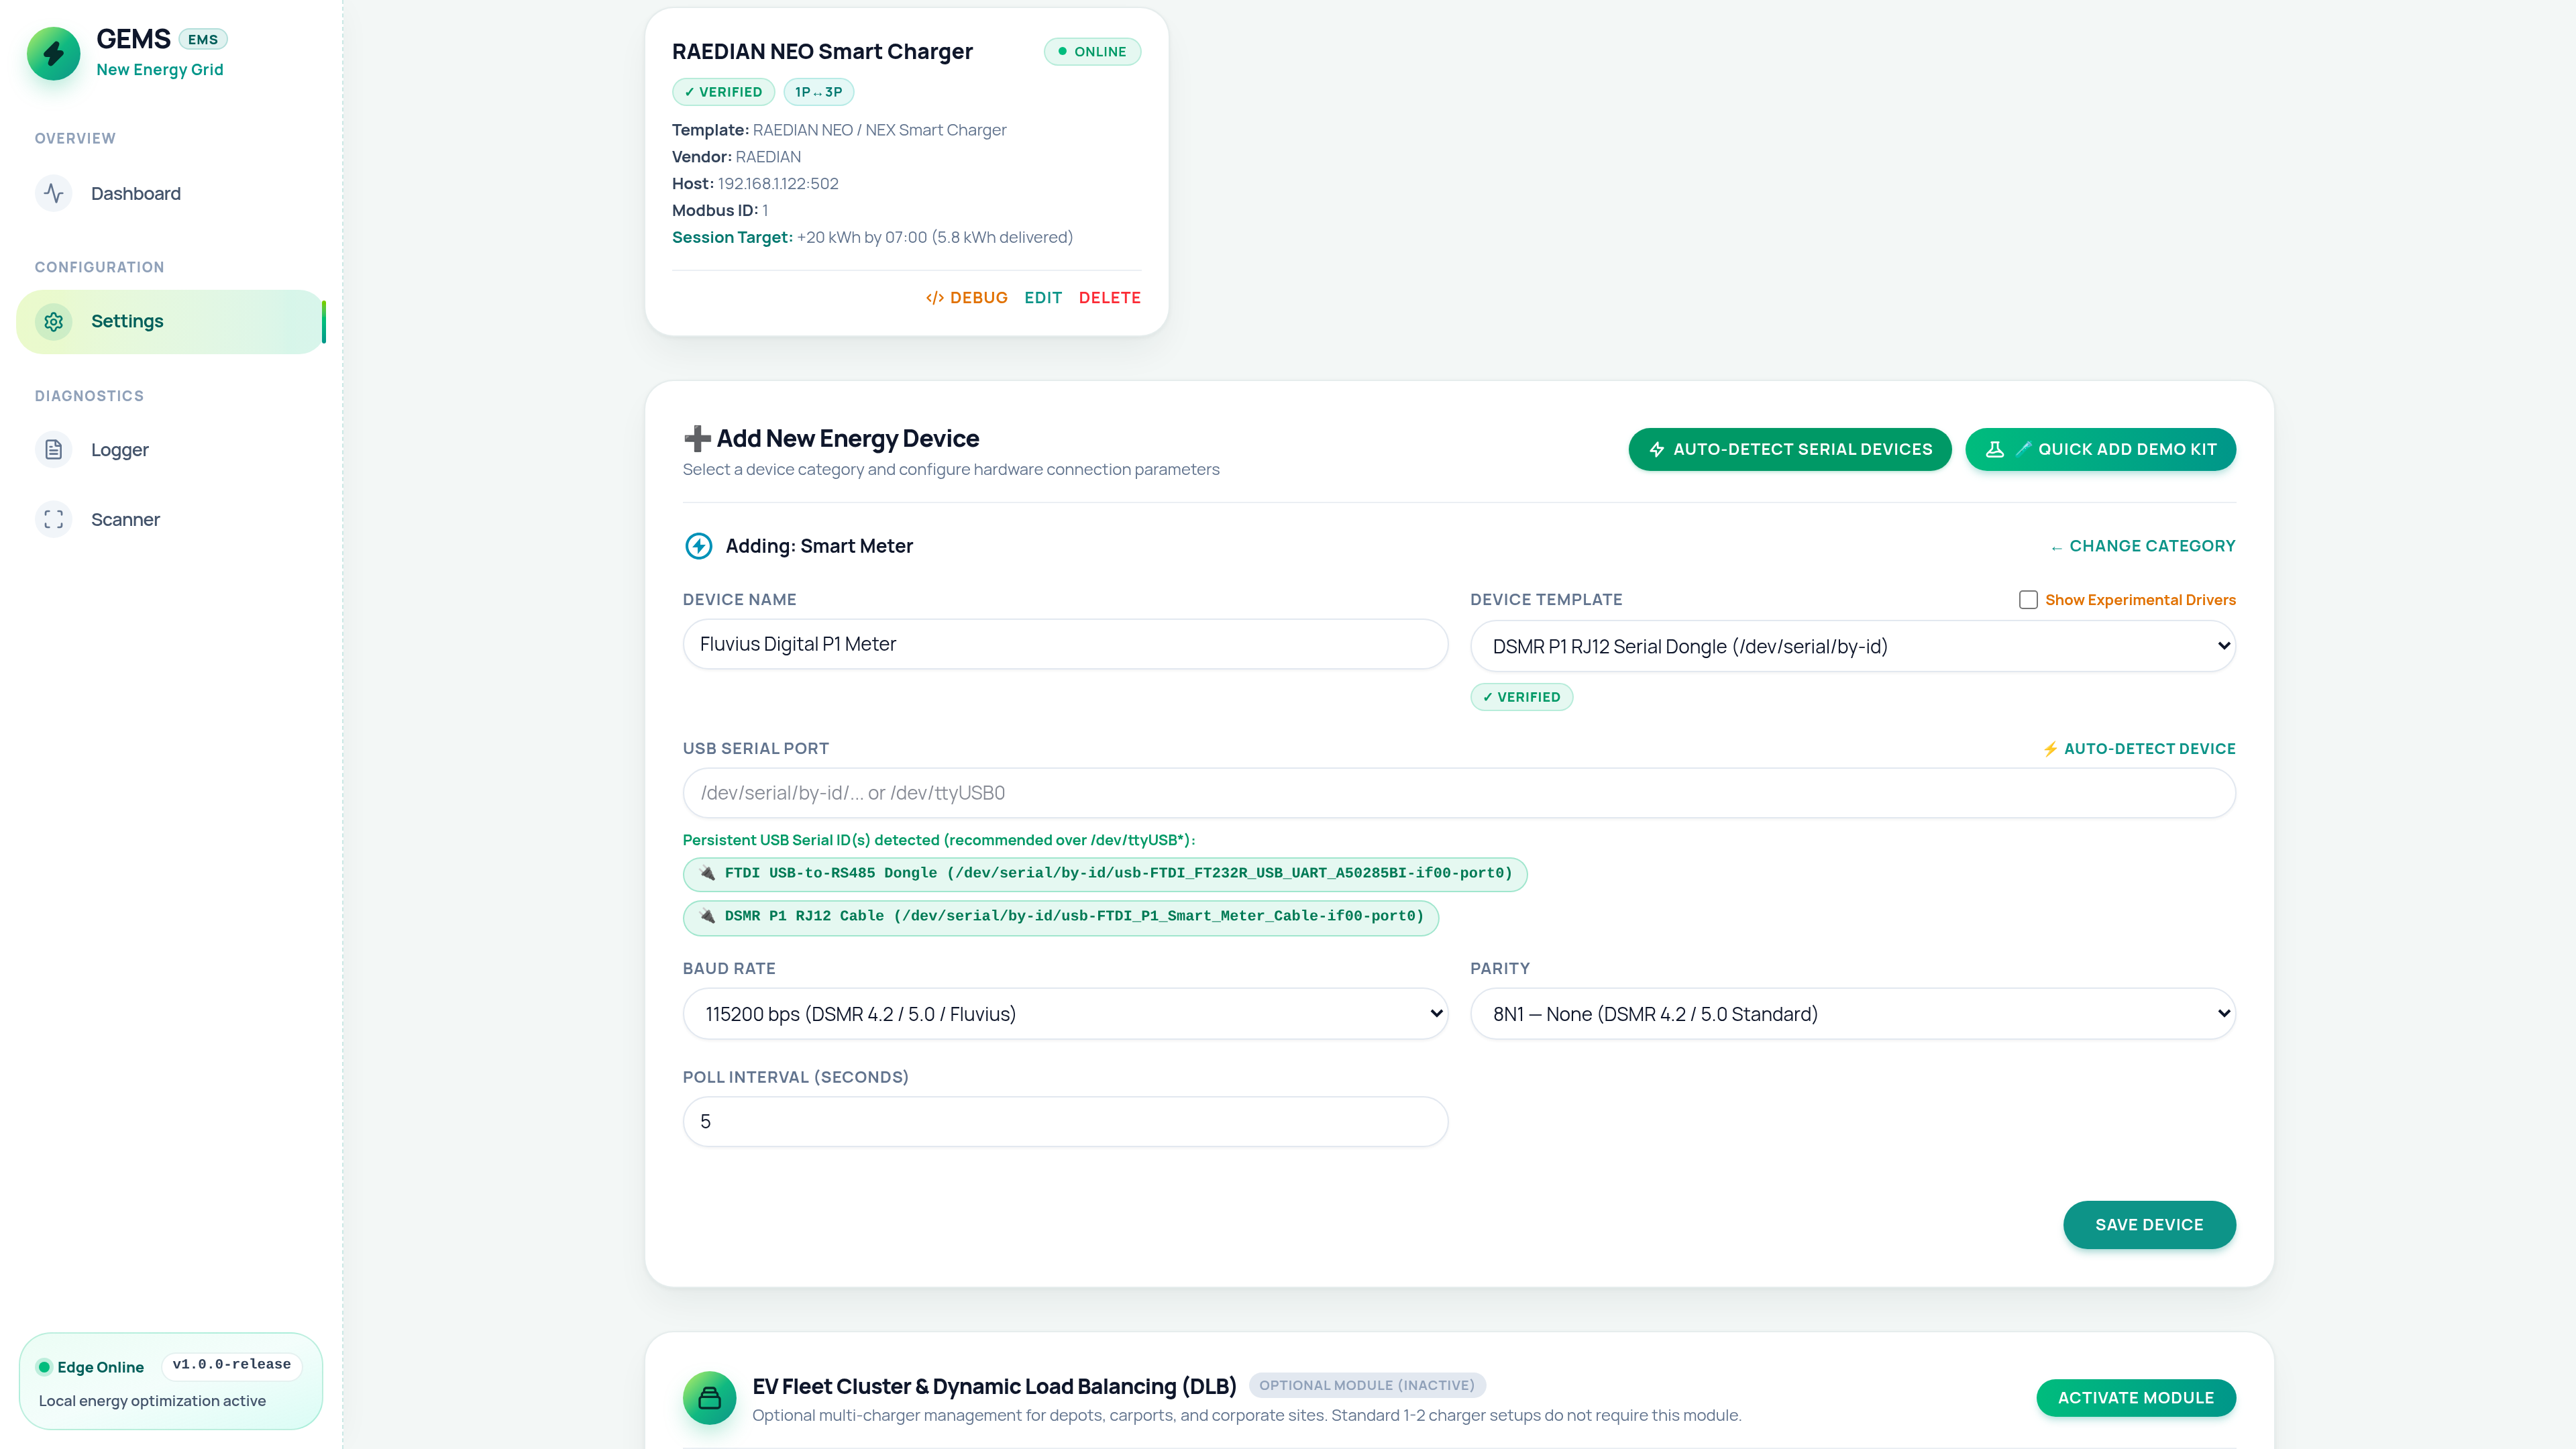 GEMS EMS
New Energy Grid
OVERVIEW
Dashboard
CONFIGURATION
Settings
DIAGNOSTICS
Logger
Scanner
Edge Online v1.0.0-release
Local energy optimization active
RAEDIAN NEO Smart Charger ONLINE
✓ VERIFIED 1P↔3P
Template: RAEDIAN NEO / NEX Smart Charger
Vendor: RAEDIAN
Host: 192.168.1.122:502
Modbus ID: 1
Session Target: +20 kWh by 07:00 (5.8 kWh delivered)
</> DEBUG EDIT DELETE
➕ Add New Energy Device
Select a device category and configure hardware connection parameters
AUTO-DETECT SERIAL DEVICES 🧪 QUICK ADD DEMO KIT
Adding: Smart Meter ← CHANGE CATEGORY
DEVICE NAME
Fluvius Digital P1 Meter
DEVICE TEMPLATE Show Experimental Drivers
DSMR P1 RJ12 Serial Dongle (/dev/serial/by-id)
✓ VERIFIED
USB SERIAL PORT ⚡ AUTO-DETECT DEVICE
/dev/serial/by-id/... or /dev/ttyUSB0
Persistent USB Serial ID(s) detected (recommended over /dev/ttyUSB*):
🔌 FTDI USB-to-RS485 Dongle (/dev/serial/by-id/usb-FTDI_FT232R_USB_UART_A50285BI-if00-port0)
🔌 DSMR P1 RJ12 Cable (/dev/serial/by-id/usb-FTDI_P1_Smart_Meter_Cable-if00-port0)
BAUD RATE
115200 bps (DSMR 4.2 / 5.0 / Fluvius)
PARITY
8N1 — None (DSMR 4.2 / 5.0 Standard)
POLL INTERVAL (SECONDS)
5
SAVE DEVICE
EV Fleet Cluster & Dynamic Load Balancing (DLB) OPTIONAL MODULE (INACTIVE)
Optional multi-charger management for depots, carports, and corporate sites. Standard 1-2 charger setups do not require this module.
ACTIVATE MODULE